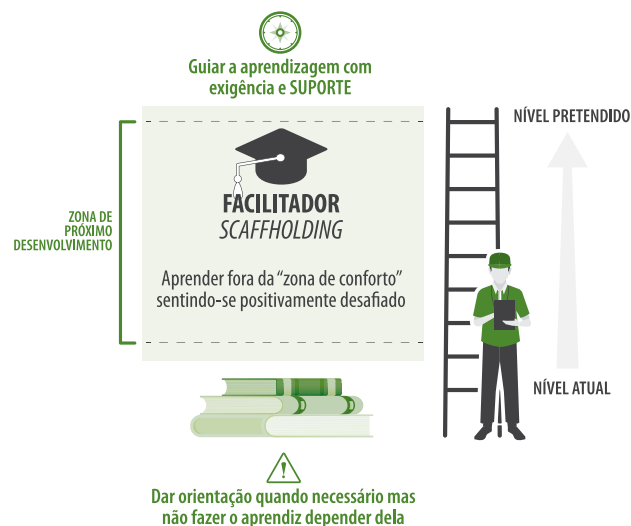 Guiar a aprendizagem com
exigência e SUPORTE
NÍVEL PRETENDIDO
ZONA DE
PRÓXIMO
DESENVOLVIMENTO
FACILITADOR
SCAFFHOLDING
Aprender fora da “zona de conforto”
sentindo-se positivamente desafiado
NÍVEL ATUAL
Dar orientação quando necessário mas
não fazer o aprendiz depender dela